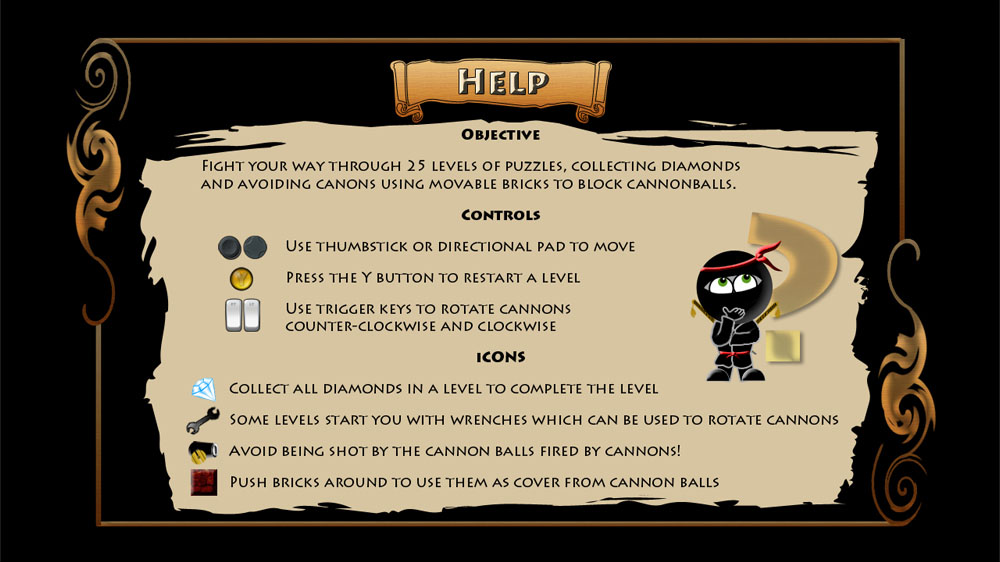 Help
Objective
Fight your way through 25 levels of puzzles, collecting diamonds
and avoiding canons using movable bricks to block cannonballs.
Controls
Use thumbstick or directional pad to move
Y
Press the Y button to restart a level
Use trigger keys to rotate cannons
counter-clockwise and clockwise
icons
Collect all diamonds in a level to complete the level
Some levels start you with wrenches which can be used to rotate cannons
Avoid being shot by the cannon balls fired by cannons!
Push bricks around to use them as cover from cannon balls